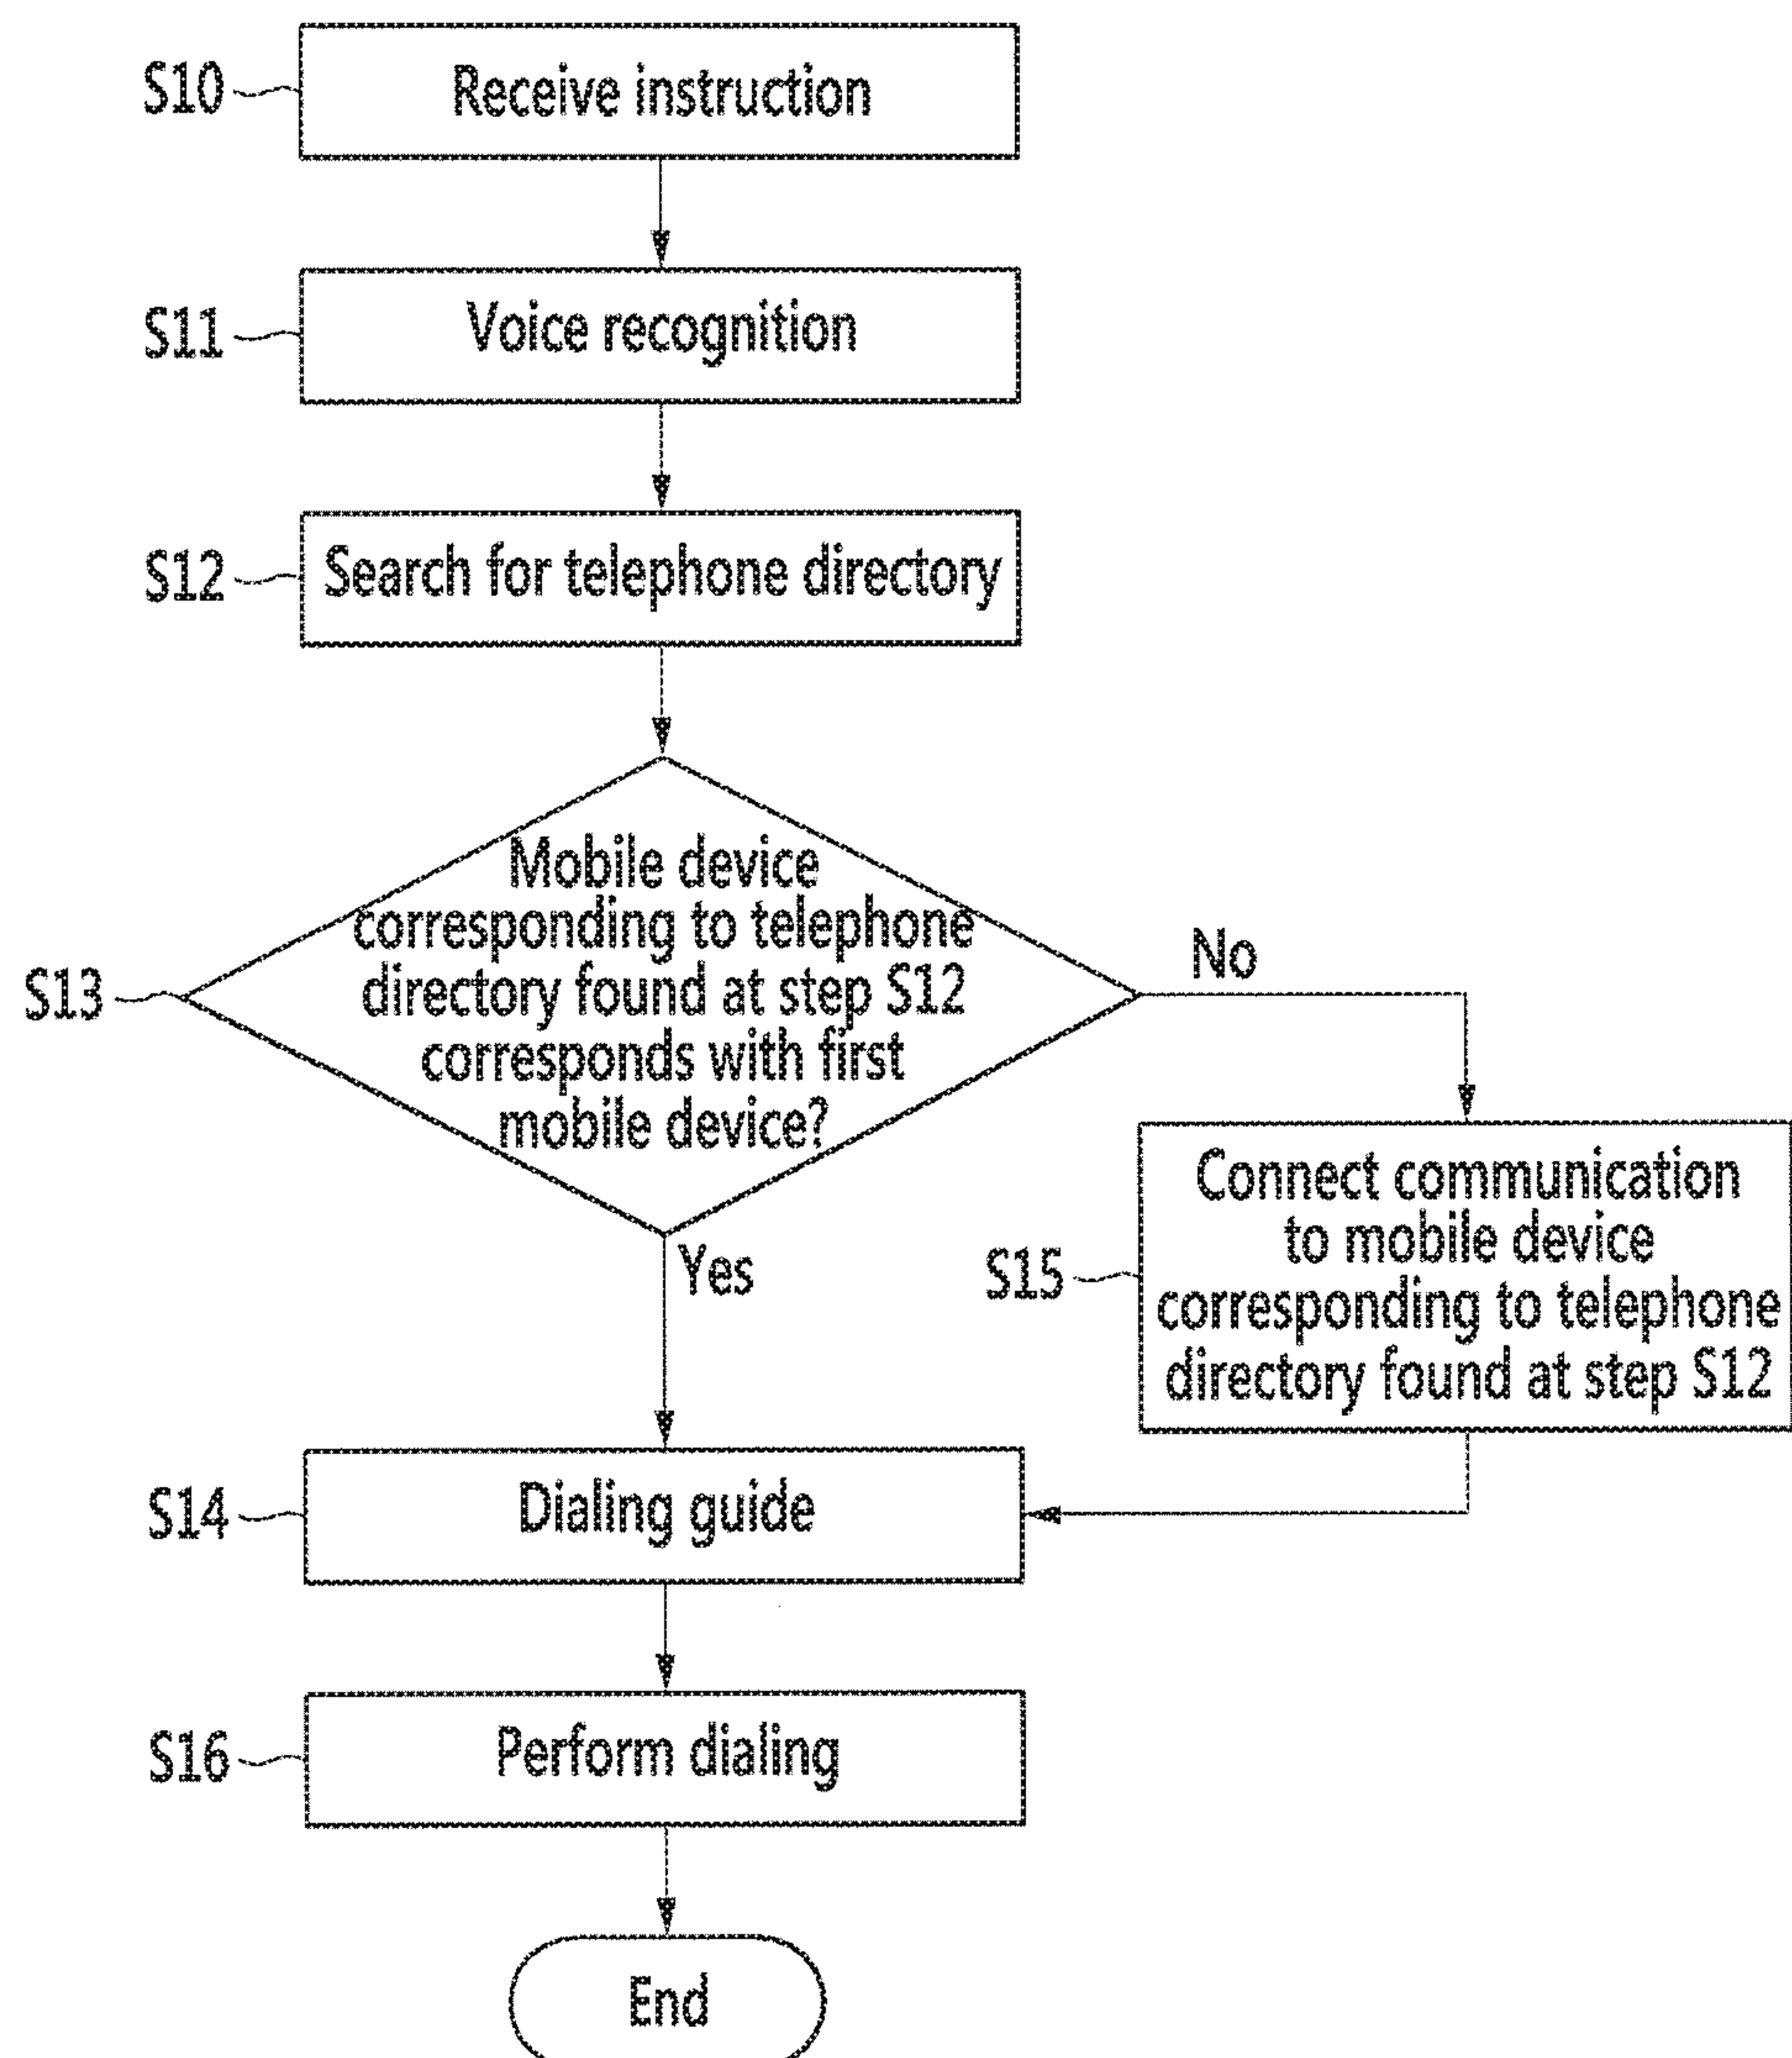 S10
Receive instruction
S11
Voice recognition
S12
Search for telephone directory
S13
Mobile device
corresponding to telephone
directory found at step S12
corresponds with first
mobile device?
No
Yes
S15
Connect communication
to mobile device
corresponding to telephone
directory found at step S12
S14
Dialing guide
S16
Perform dialing
End